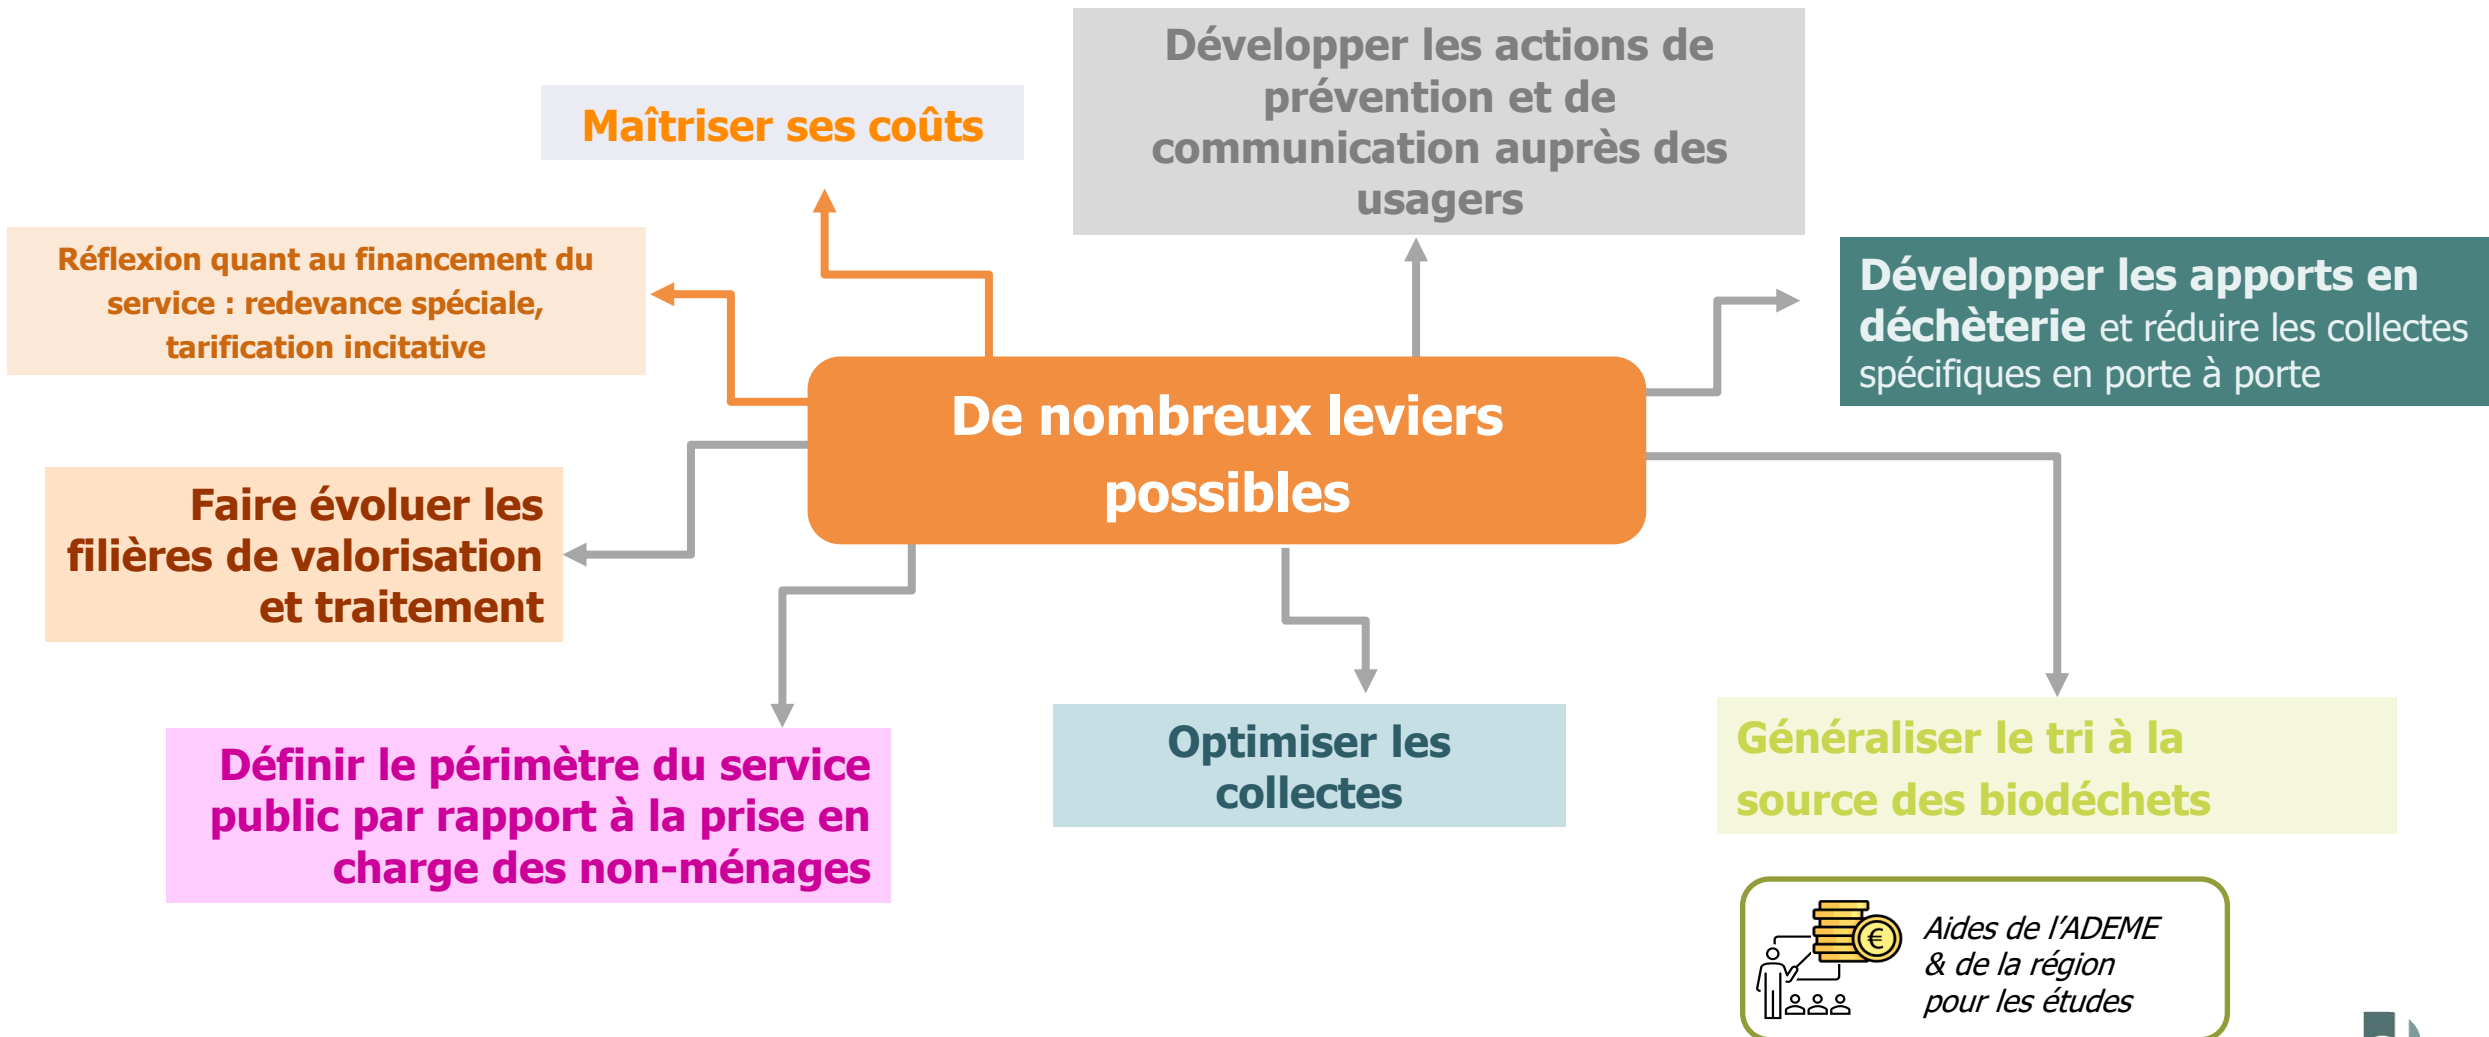 Développer les actions de
prévention et de
communication auprès des
usagers
Maîtriser ses coûts
Réflexion quant au financement du
service : redevance spéciale,
tarification incitative
Développer les apports en
déchèterie et réduire les collectes
spécifiques en porte à porte
De nombreux leviers
possibles
Faire évoluer les
filières de valorisation
et traitement
Définir le périmètre du service
public par rapport à la prise en
charge des non-ménages
Optimiser les
collectes
Généraliser le tri à la
source des biodéchets
€
Aides de l'ADEME
& de la région
pour les études